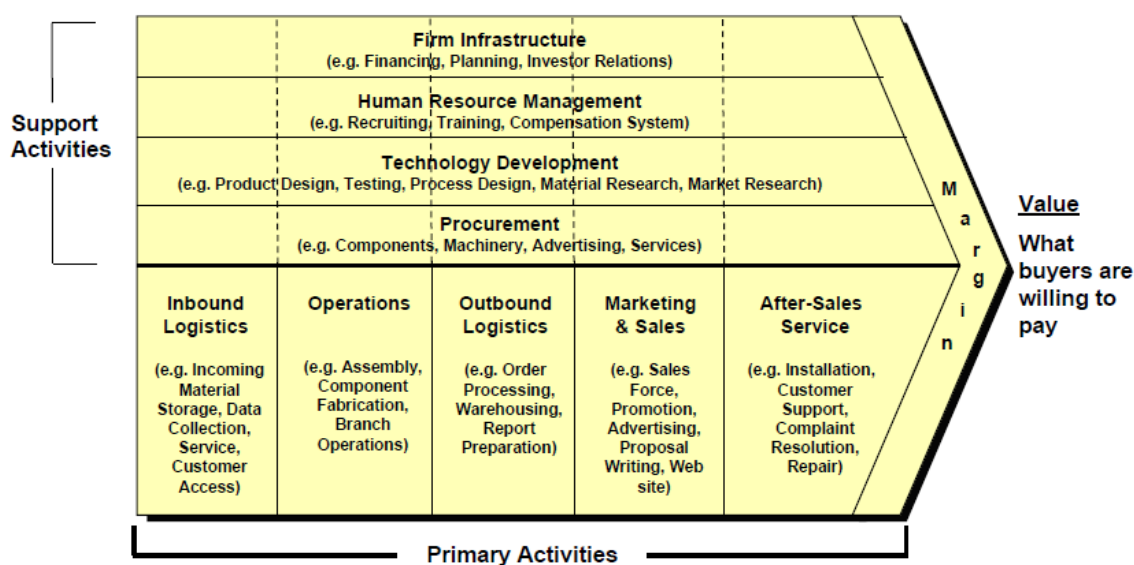 Support
Activities
Firm Infrastructure
(e.g. Financing, Planning, Investor Relations)
Human Resource Management
(e.g. Recruiting, Training, Compensation System)
Technology Development
(e.g. Product Design, Testing, Process Design, Material Research, Market Research)
Procurement
(e.g. Components, Machinery, Advertising, Services)
Inbound
Logistics
(e.g. Incoming
Material
Storage, Data
Collection,
Service,
Customer
Access)
Operations
(e.g. Assembly,
Component
Fabrication,
Branch
Operations)
Outbound
Logistics
(e.g. Order
Processing,
Warehousing,
Report
Preparation)
Marketing
& Sales
(e.g. Sales
Force,
Promotion,
Advertising,
Proposal
Writing, Web
site)
After-Sales
Service
(e.g. Installation,
Customer
Support,
Complaint
Resolution,
Repair)
Margin
Value
What
buyers are
willing to
pay
Primary Activities